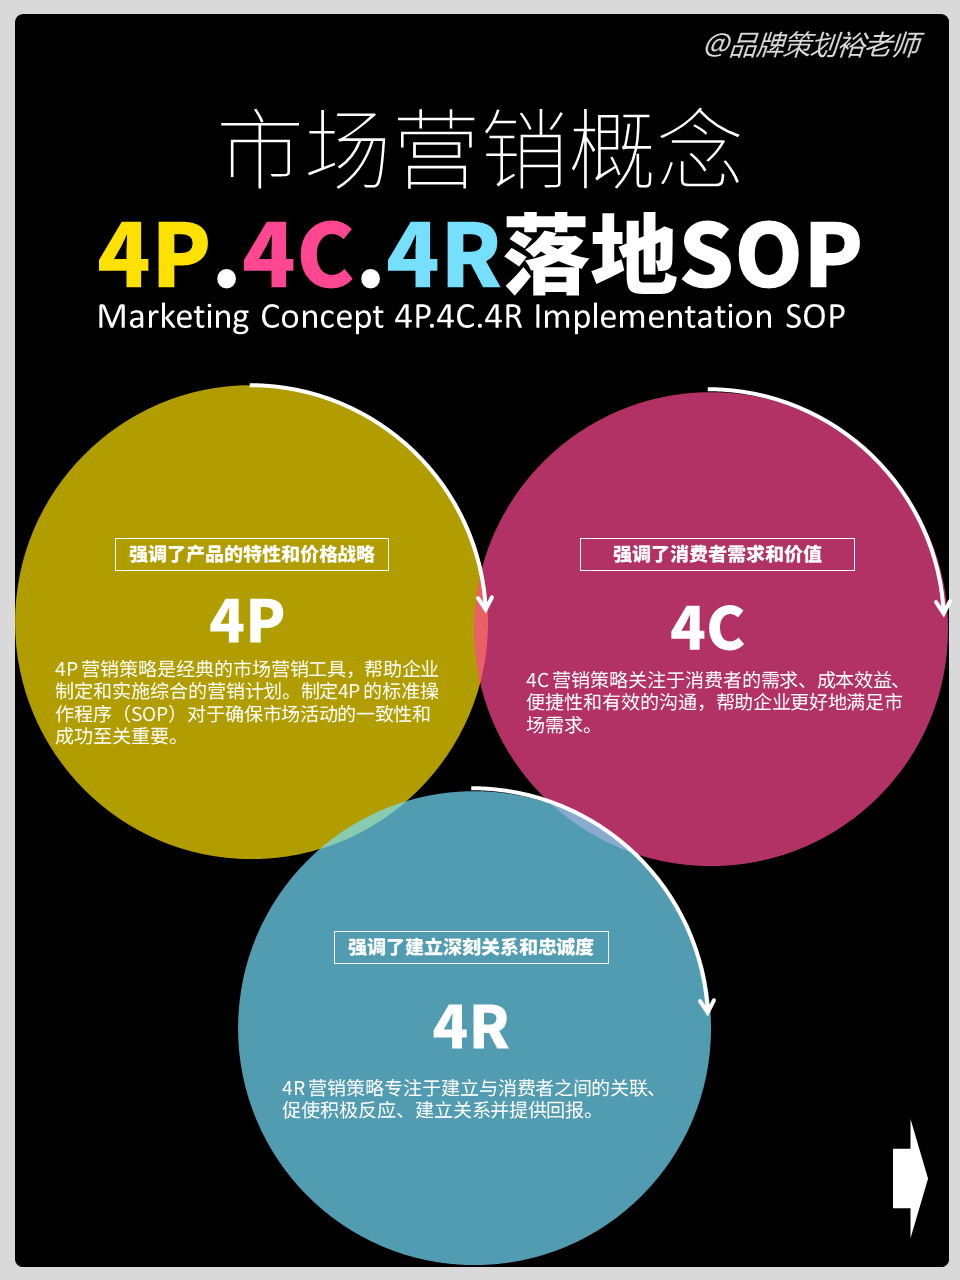 @品牌策划裕老师
市场营销概念
4P.4C.4R落地SOP
Marketing Concept 4P.4C.4R Implementation SOP
强调了产品的特性和价格战略
4P
4P 营销策略是经典的市场营销工具，帮助企业
制定和实施综合的营销计划。制定4P 的标准操
作程序（SOP）对于确保市场活动的一致性和
成功至关重要。
强调了消费者需求和价值
4C
4C 营销策略关注于消费者的需求、成本效益、
便捷性和有效的沟通，帮助企业更好地满足市
场需求。
强调了建立深刻关系和忠诚度
4R
4R 营销策略专注于建立与消费者之间的关联、
促使积极反应、建立关系并提供回报。